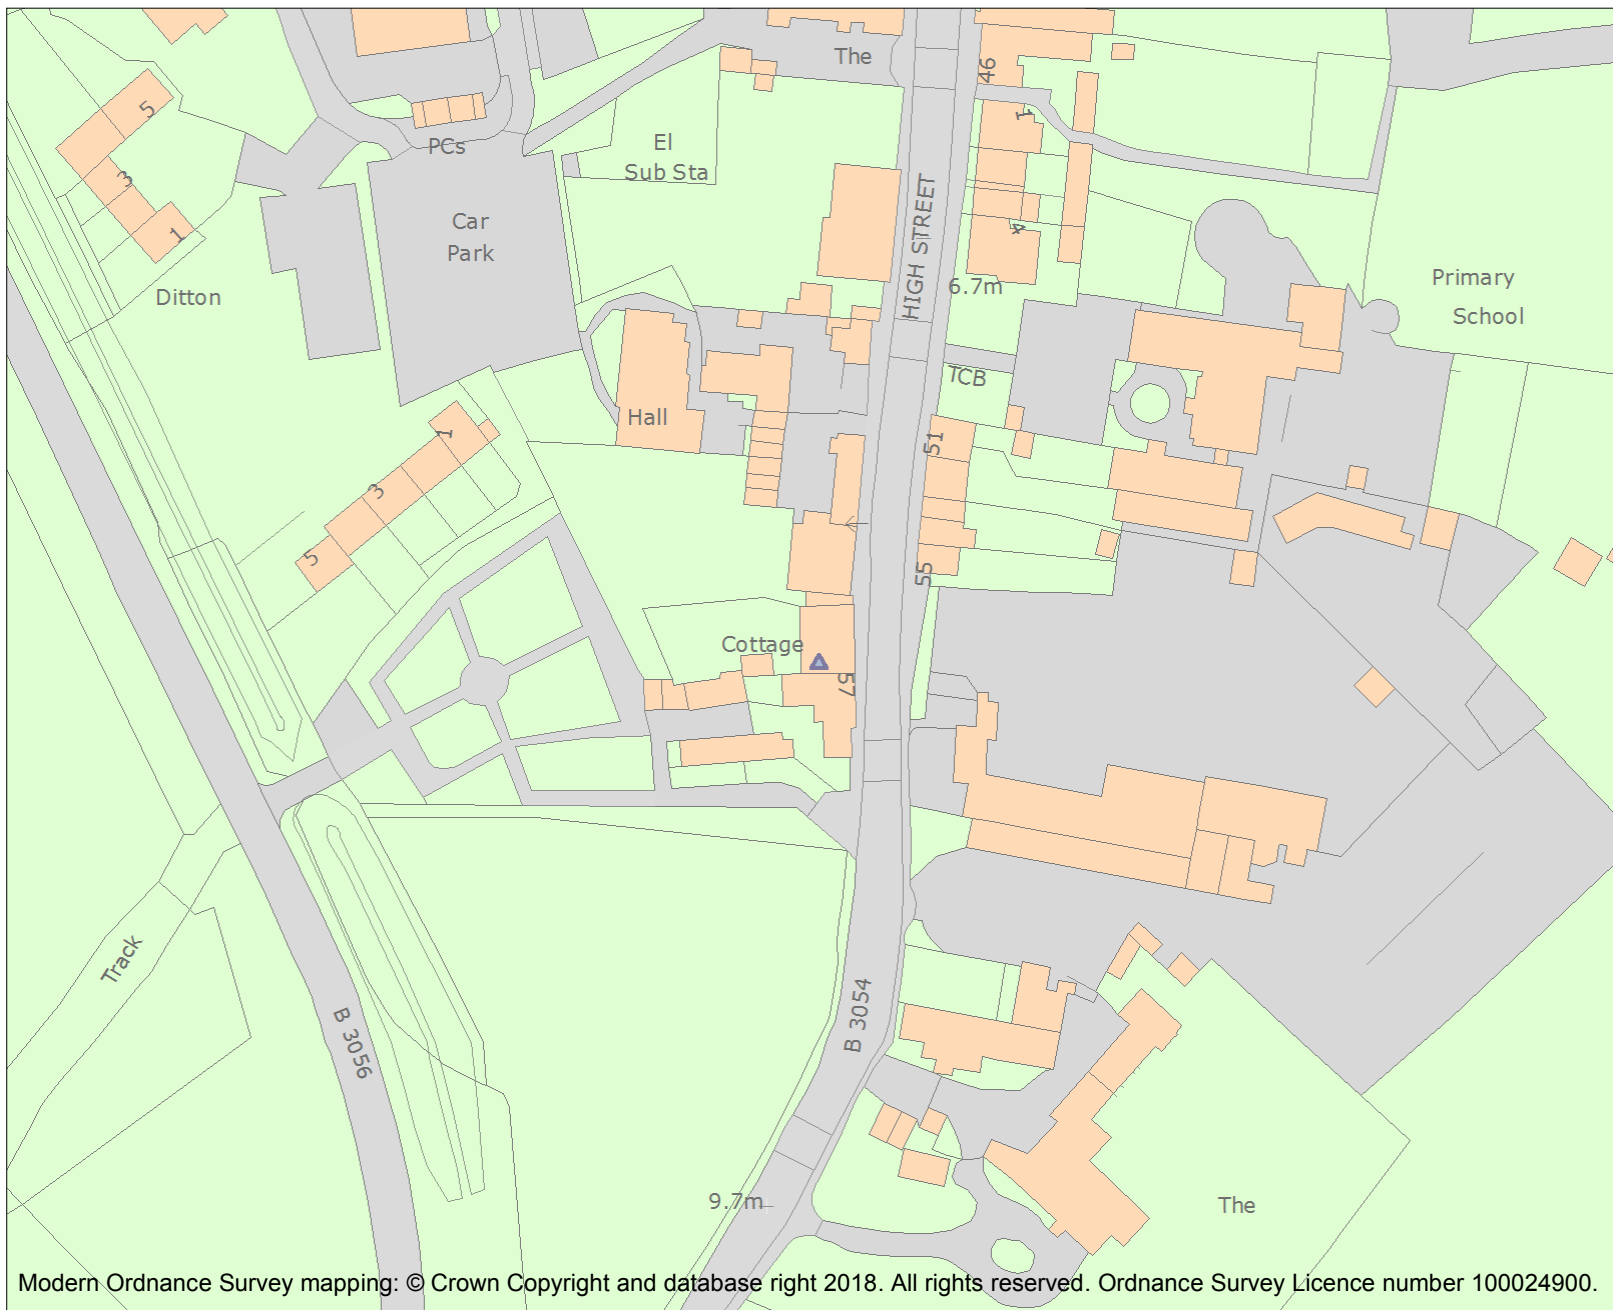 The
46
5
PCs
El
Sub Sta
1
3
Car
Park
HIGH STREET
4
1
Ditton
6.7m
Primary
School
TCB
Hall
1
51
3
5
55
Cottage
57
Track
B 3056
B 3054
9.7m
The
Modern Ordnance Survey mapping: © Crown Copyright and database right 2018. All rights reserved. Ordnance Survey Licence number 100024900.